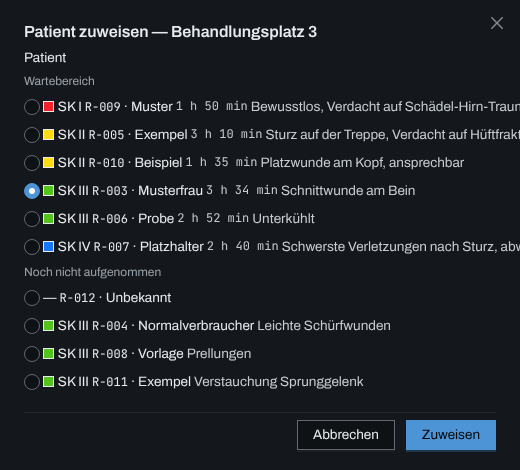 Patient zuweisen — Behandlungsplatz 3
Patient
Wartebereich
SK I R-009 · Muster 1 h 50 min Bewusstlos, Verdacht auf Schädel-Hirn-Traum
SK II R-005 · Exempel 3 h 10 min Sturz auf der Treppe, Verdacht auf Hüftfrakt
SK II R-010 · Beispiel 1 h 35 min Platzwunde am Kopf, ansprechbar
SK III R-003 · Musterfrau 3 h 34 min Schnittwunde am Bein
SK III R-006 · Probe 2 h 52 min Unterkühlt
SK IV R-007 · Platzhalter 2 h 40 min Schwerste Verletzungen nach Sturz, abw
Noch nicht aufgenommen
— R-012 · Unbekannt
SK III R-004 · Normalverbraucher Leichte Schürfwunden
SK III R-008 · Vorlage Prellungen
SK III R-011 · Exempel Verstauchung Sprunggelenk
Abbrechen Zuweisen